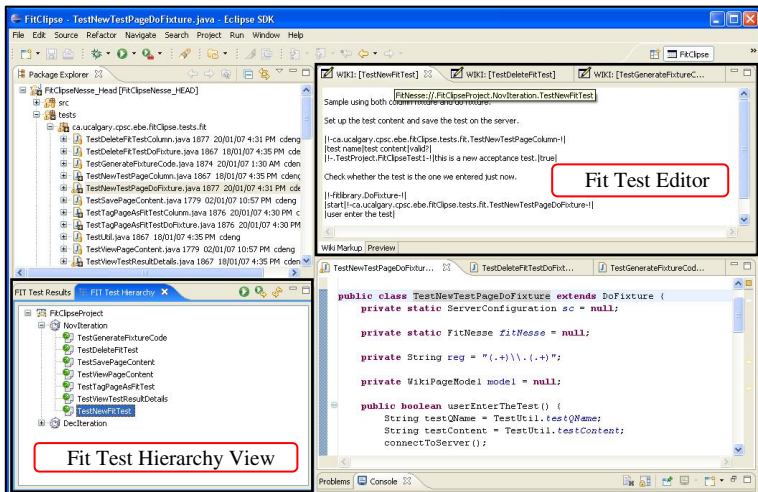 FitClipse - TestNewTestPageDoFixture.java - Eclipse SDK
File Edit Source Refactor Navigate Search Project Run Window Help
FitClipse
Package Explorer
FitClipseNesse_Head [FitClipseNesse_HEAD]
src
tests
ca.ucalgary.cpsc.ebe.fitClipse.tests.fit
TestDeleteFitTestColumn.java 1877 20/01/07 4:31 PM cdeng
TestDeleteFitTestDoFixture.java 1867 18/01/07 4:35 PM
TestGenerateFixtureCode.java 1874 20/01/07 1:30 AM cden
TestNewTestPageColumn.java 1867 18/01/07 4:35 PM cdeng
TestNewTestPageDoFixture.java 1877 20/01/07 4:31 PM cde
TestSavePageContent.java 1779 02/01/07 10:57 PM cdeng
TestTagPageAsFitTestColumn.java 1876 20/01/07 4:30 PM c
TestTagPageAsFitTestDoFixture.java 1876 20/01/07 4:30 PM
TestUtil.java 1867 18/01/07 4:35 PM cdeng
TestViewPageContent.java 1779 02/01/07 10:57 PM cdeng
TestViewTestResultDetails.java 1867 18/01/07 4:35 PM cden
WIKI: [TestNewFitTest] WIKI: [TestDeleteFitTest] WIKI: [TestGenerateFixtureC...
FitNesse://.FitClipseProject.NovIteration.TestNewFitTest
Sample using both column fixture and do fixture.
Set up the test content and save the test on the server.
|!-ca.ucalgary.cpsc.ebe.fitClipse.tests.fit.TestNewTestPageColumn-!|
|test name|test content|valid?|
|!-.TestProject.FitClipseTest1-!|this is a new acceptance test.|true|
Check whether the test is the one we entered just now.
|!-fitlibrary.DoFixture-!|
|start|!-ca.ucalgary.cpsc.ebe.fitClipse.tests.fit.TestNewTestPageDoFixture-!|
|user enter the test|
Fit Test Editor
Wiki Markup Preview
FIT Test Results FIT Test Hierarchy
FitClipseProject
NovIteration
TestGenerateFixtureCode
TestDeleteFitTest
TestSavePageContent
TestViewPageContent
TestTagPageAsFitTest
TestViewTestResultDetails
TestNewFitTest
DecIteration
Fit Test Hierarchy View
TestNewTestPageDoFixtur... TestDeleteFitTestDoFixt... TestGenerateFixtureCod...
public class TestNewTestPageDoFixture extends DoFixture {
private static ServerConfiguration sc = null;
private static FitNesse fitNesse = null;
private String reg = "(.+)\\.(.+)";
private WikiPageModel model = null;
public boolean userEnterTheTest() {
String testQName = TestUtil.testQName;
String testContent = TestUtil.testContent;
connectToServer();
Problems Console